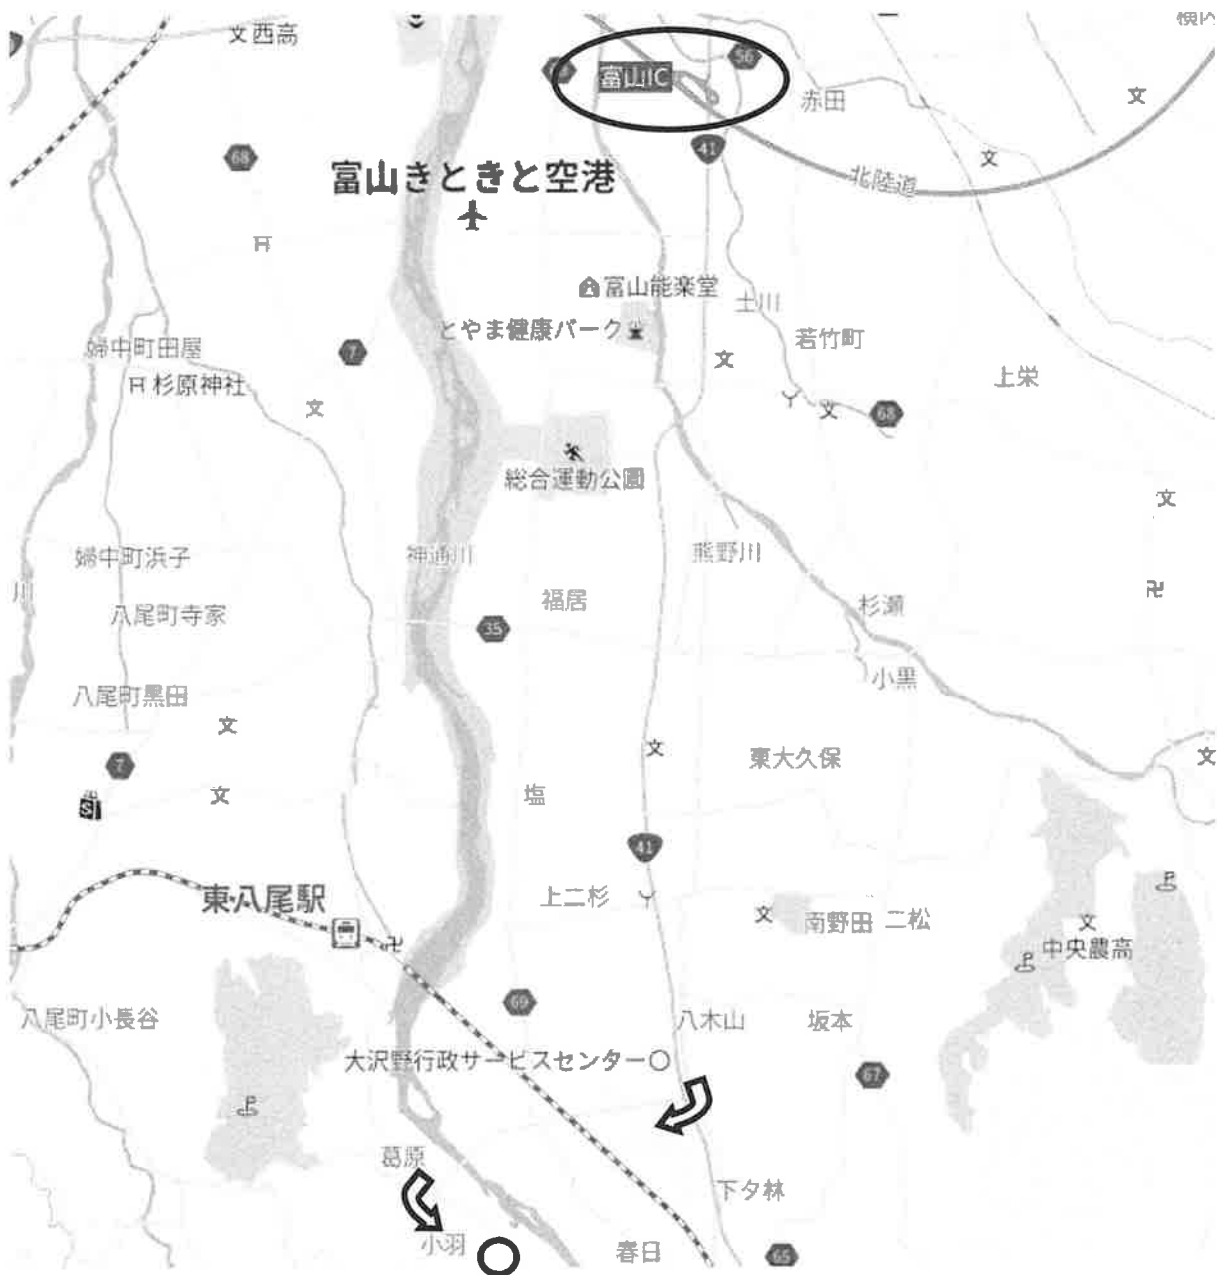 横内
文西高
富山IC
56
赤田
文
68
41
文
北陸道
富山きときと空港
富山能楽堂
土川
とやま健康パーク
若竹町
婦中町田屋
7
文
上栄
杉原神社
文
文
68
総合運動公園
文
婦中町浜子
神通川
熊野川
川
福居
八尾町寺家
杉瀬
35
小黒
八尾町黒田
文
文
東大久保
文
7
文
塩
41
東八尾駅
上二杉
文
南野田
二松
文
中央農高
69
八尾町小長谷
八木山
坂本
大沢野行政サービスセンター
67
葛原
下夕林
小羽
春日
65